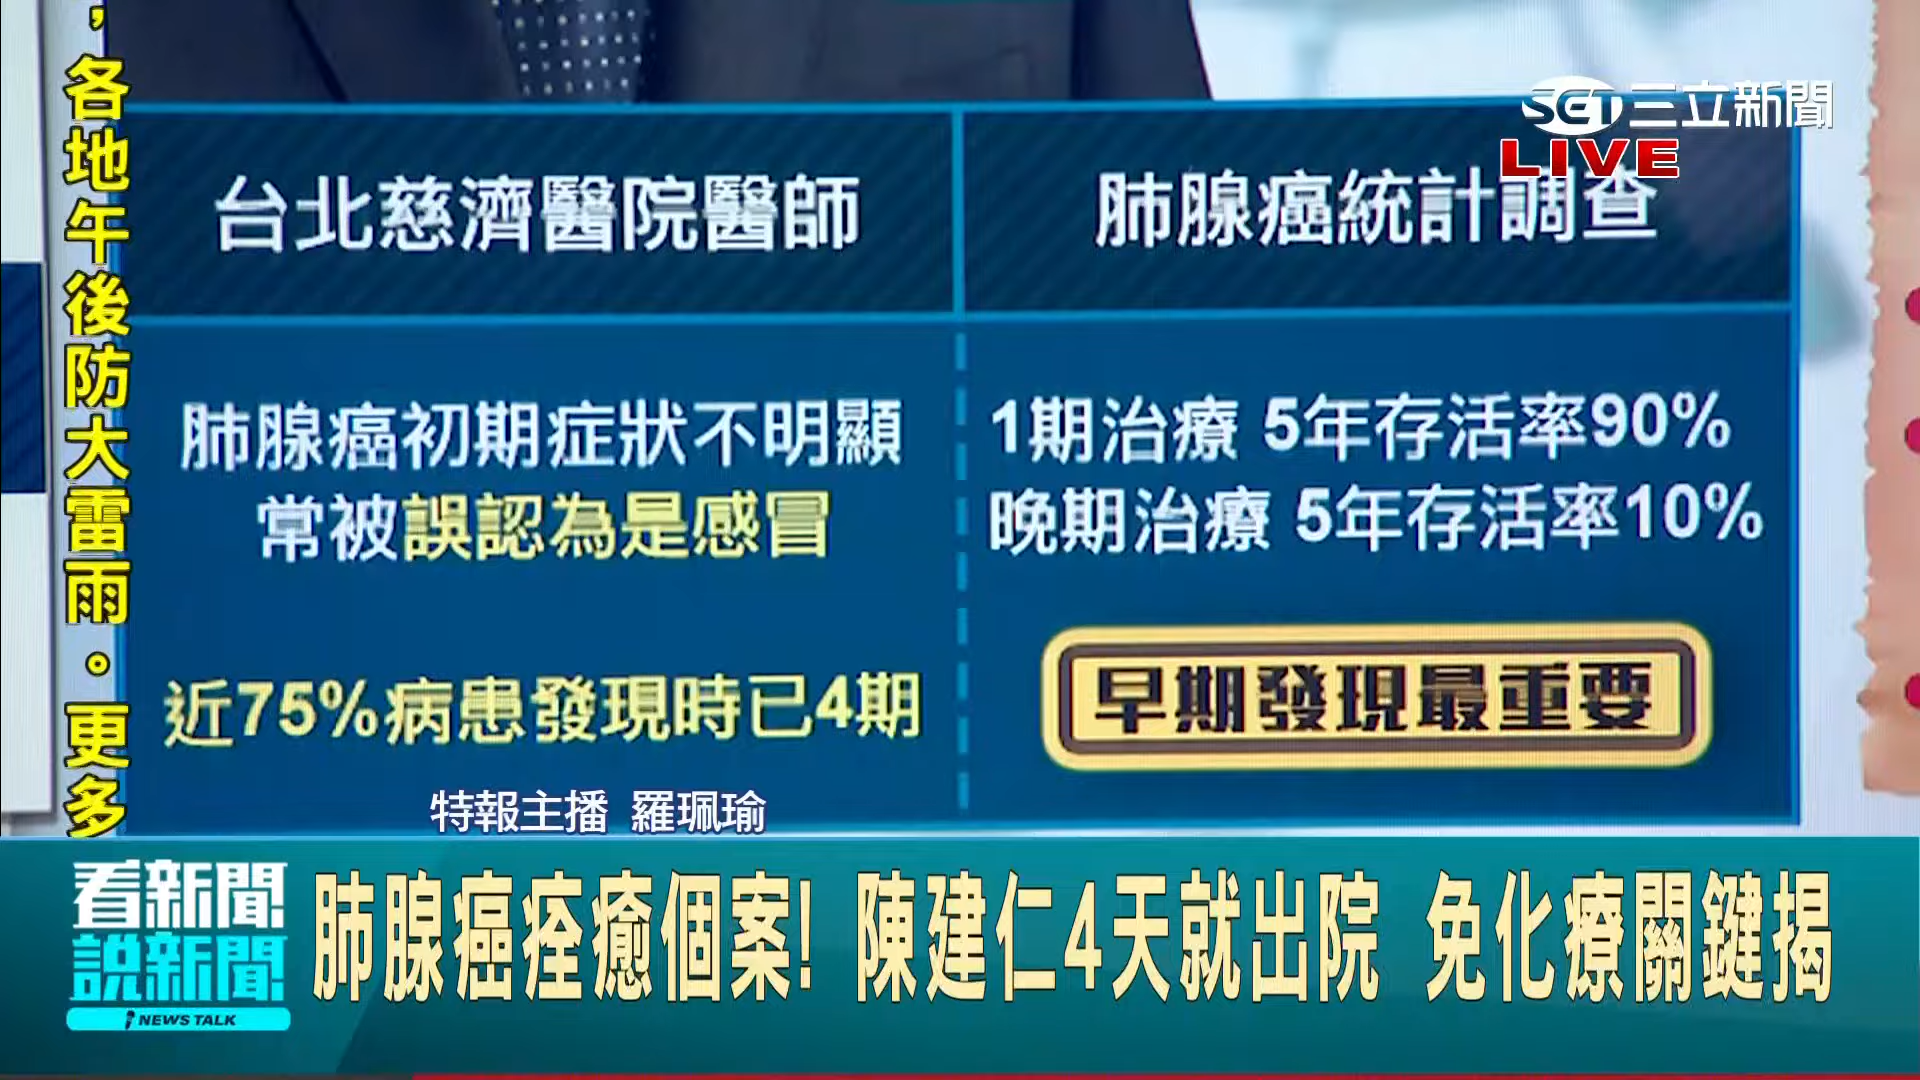 ，各地午後防大雷雨。更多
SET三立新聞
LIVE
台北慈濟醫院醫師
肺腺癌初期症狀不明顯
常被誤認為是感冒
近75%病患發現時已4期
肺腺癌統計調查
1期治療 5年存活率90%
晚期治療 5年存活率10%
早期發現最重要
特報主播 羅珮瑜
看新聞
說新聞
NEWS TALK
肺腺癌痊癒個案! 陳建仁4天就出院 免化療關鍵揭